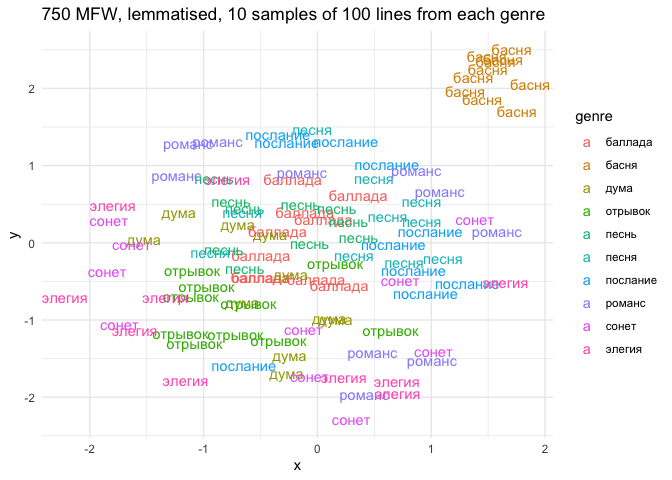 750 MFW, lemmatised, 10 samples of 100 lines from each genre
басня
басня
басня
басня
басня
басня
басня
басня
басня
басня
2
песня
послание
романс
романс
послание
послание
послание
романс
романс
романс
песнь
элегия
баллада
песня
1
романс
баллада
элегия
сонет
дума
песнь
песнь
песня
песнь
баллада
песнь
песня
песня
сонет
дума
баллада
песнь
песня
послание
романс
сонет
дума
баллада
дума
песнь
песнь
послание
0
песня
песнь
баллада
песня
отрывок
песня
песня
сонет
отрывок
песнь
баллада
баллада
дума
баллада
сонет
послание
послание
элегия
отрывок
баллада
послание
элегия
элегия
отрывок
дума
отрывок
сонет
элегия
отрывок
отрывок
отрывок
отрывок
сонет
дума
дума
отрывок
-1
дума
послание
дума
сонет
элегия
элегия
романс
сонет
романс
элегия
романс
элегия
сонет
-2
-2
-1
0
1
2
x
y
genre
a баллада
a басня
a дума
a отрывок
a песнь
a песня
a послание
a романс
a сонет
a элегия